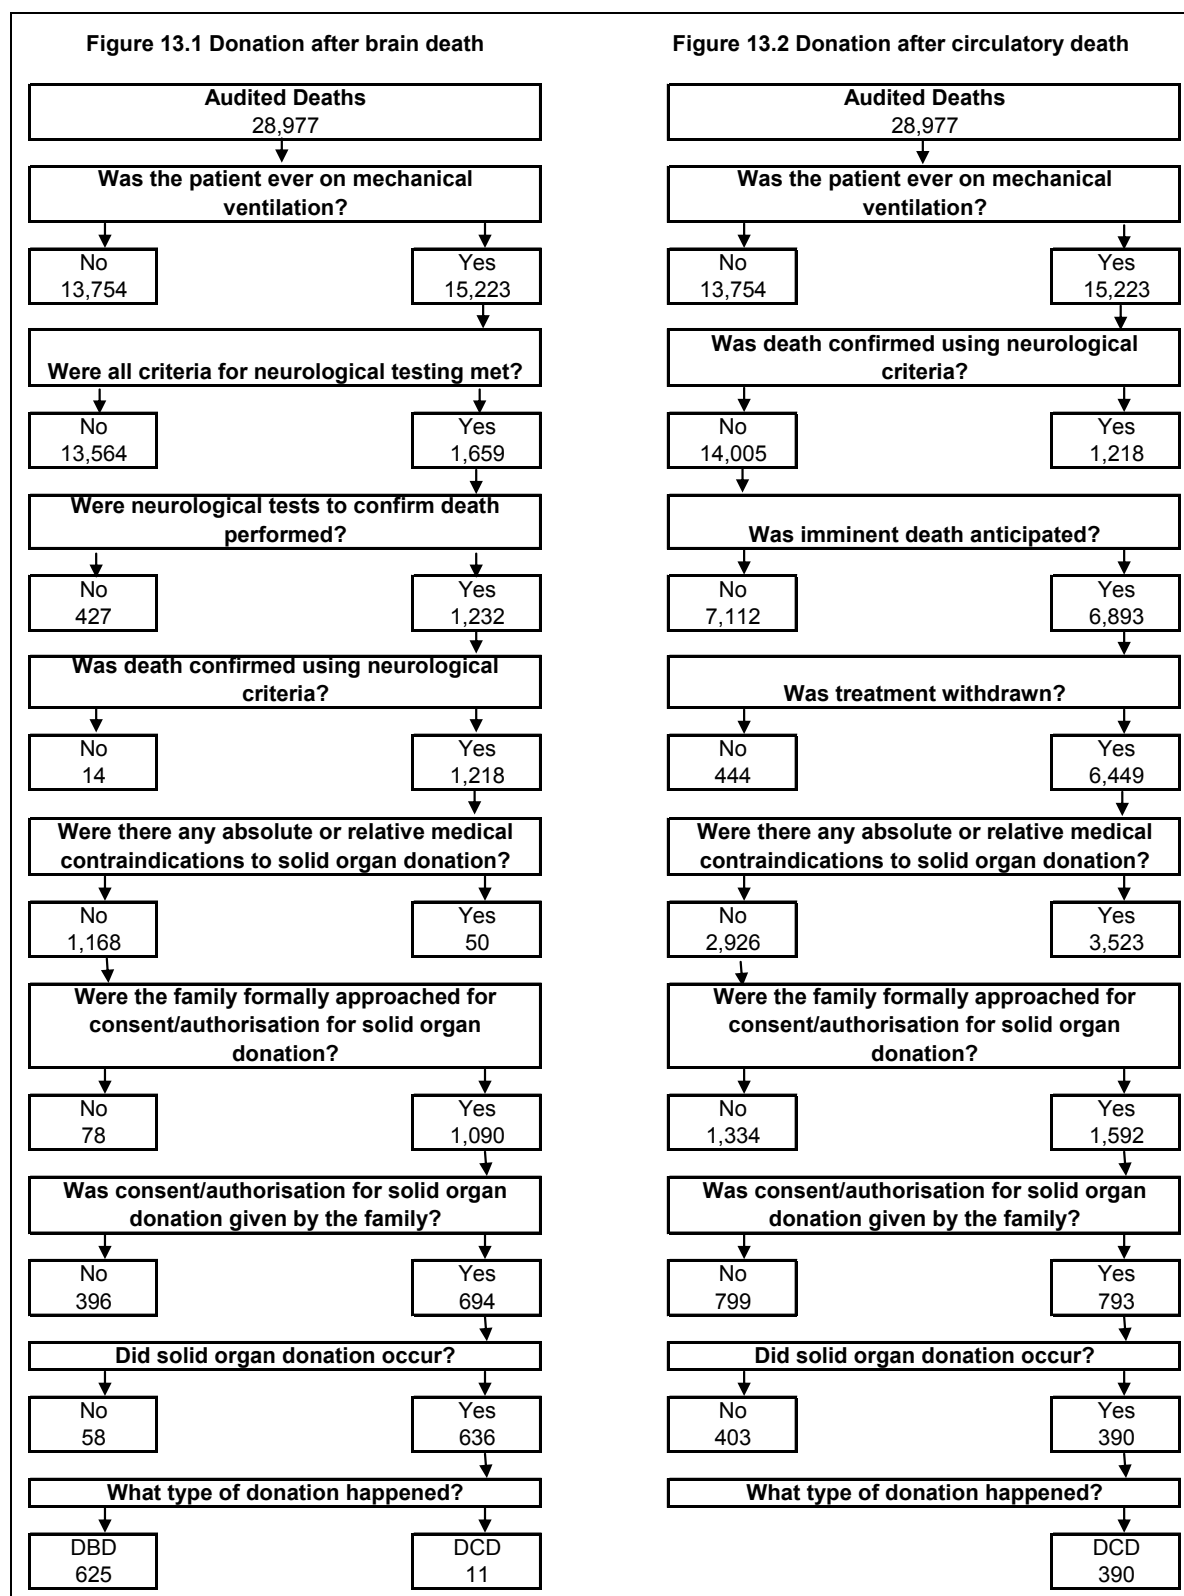 Figure 13.1 Donation after brain death
Audited Deaths
28,977
Was the patient ever on mechanical
ventilation?
No
13,754
Yes
15,223
Were all criteria for neurological testing met?
No
13,564
Yes
1,659
Were neurological tests to confirm death
performed?
No
427
Yes
1,232
Was death confirmed using neurological
criteria?
No
14
Yes
1,218
Were there any absolute or relative medical
contraindications to solid organ donation?
No
1,168
Yes
50
Were the family formally approached for
consent/authorisation for solid organ
donation?
No
78
Yes
1,090
Was consent/authorisation for solid organ
donation given by the family?
No
396
Yes
694
Did solid organ donation occur?
No
58
Yes
636
What type of donation happened?
DBD
625
DCD
11
Figure 13.2 Donation after circulatory death
Audited Deaths
28,977
Was the patient ever on mechanical
ventilation?
No
13,754
Yes
15,223
Was death confirmed using neurological
criteria?
No
14,005
Yes
1,218
Was imminent death anticipated?
No
7,112
Yes
6,893
Was treatment withdrawn?
No
444
Yes
6,449
Were there any absolute or relative medical
contraindications to solid organ donation?
No
2,926
Yes
3,523
Were the family formally approached for
consent/authorisation for solid organ
donation?
No
1,334
Yes
1,592
Was consent/authorisation for solid organ
donation given by the family?
No
799
Yes
793
Did solid organ donation occur?
No
403
Yes
390
What type of donation happened?
DCD
390